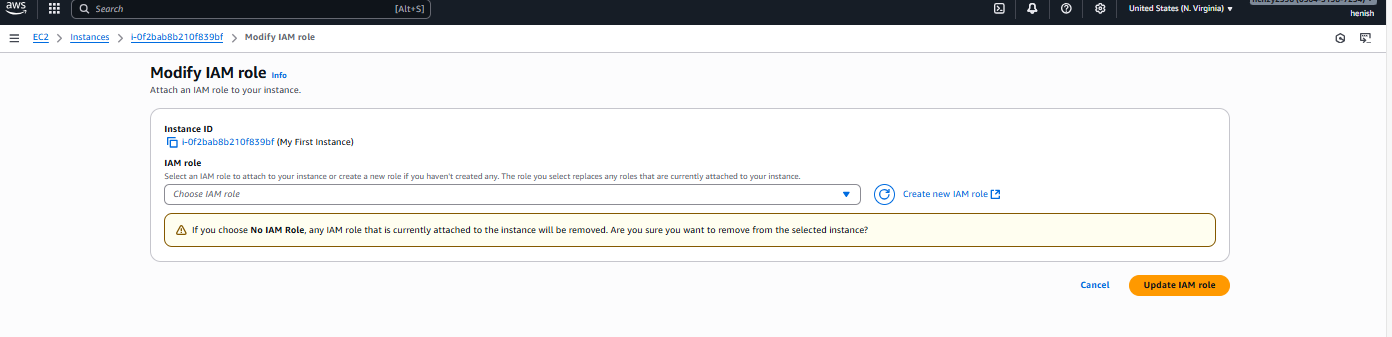 aws
Search [Alt+S]
United States (N. Virginia)
henish
EC2 > Instances > i-0f2bab8b210f839bf > Modify IAM role
Modify IAM role Info
Attach an IAM role to your instance.
Instance ID
i-0f2bab8b210f839bf (My First Instance)
IAM role
Select an IAM role to attach to your instance or create a new role if you haven't created any. The role you select replaces any roles that are currently attached to your instance.
Choose IAM role
Create new IAM role
If you choose No IAM Role, any IAM role that is currently attached to the instance will be removed. Are you sure you want to remove from the selected instance?
Cancel Update IAM role